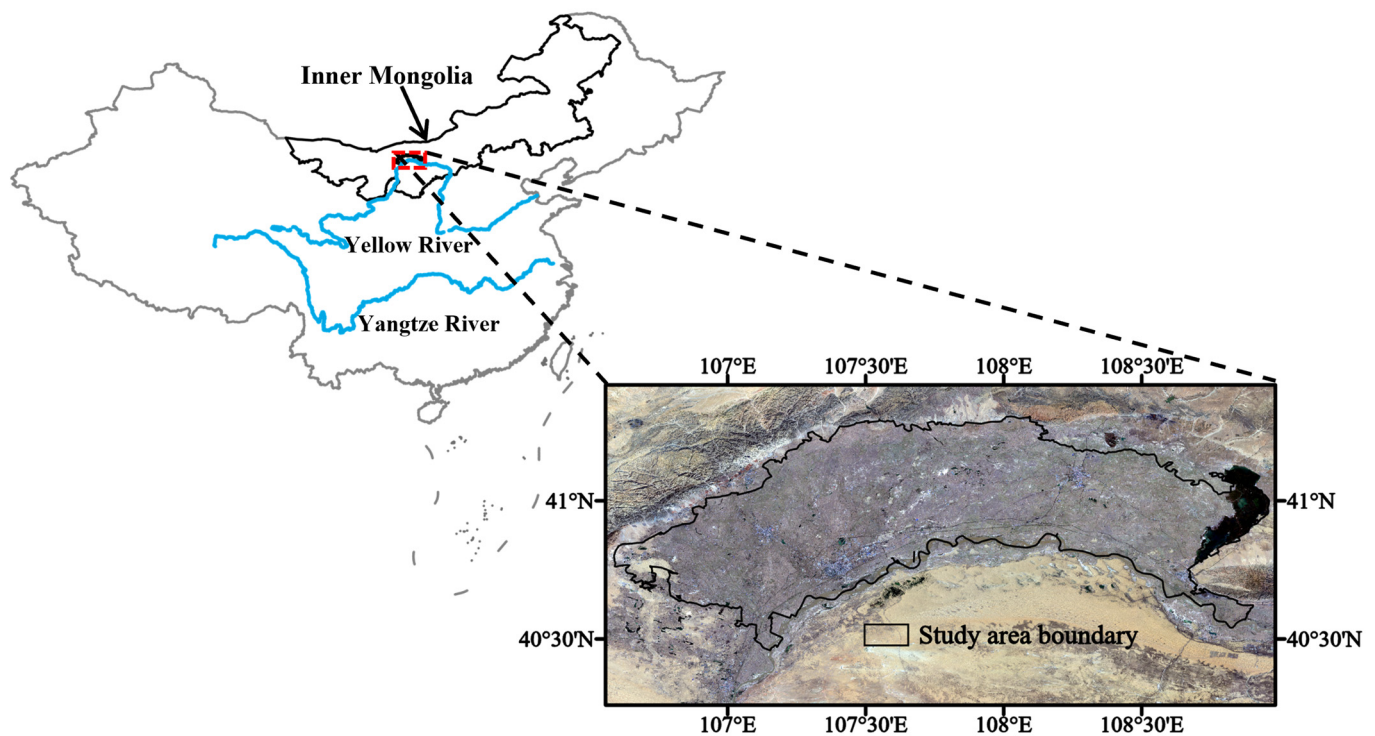 Inner Mongolia
Yellow River
Yangtze River
107°E 107°30'E 108°E 108°30'E
41°N 41°N
40°30'N 40°30'N
Study area boundary
107°E 107°30'E 108°E 108°30'E